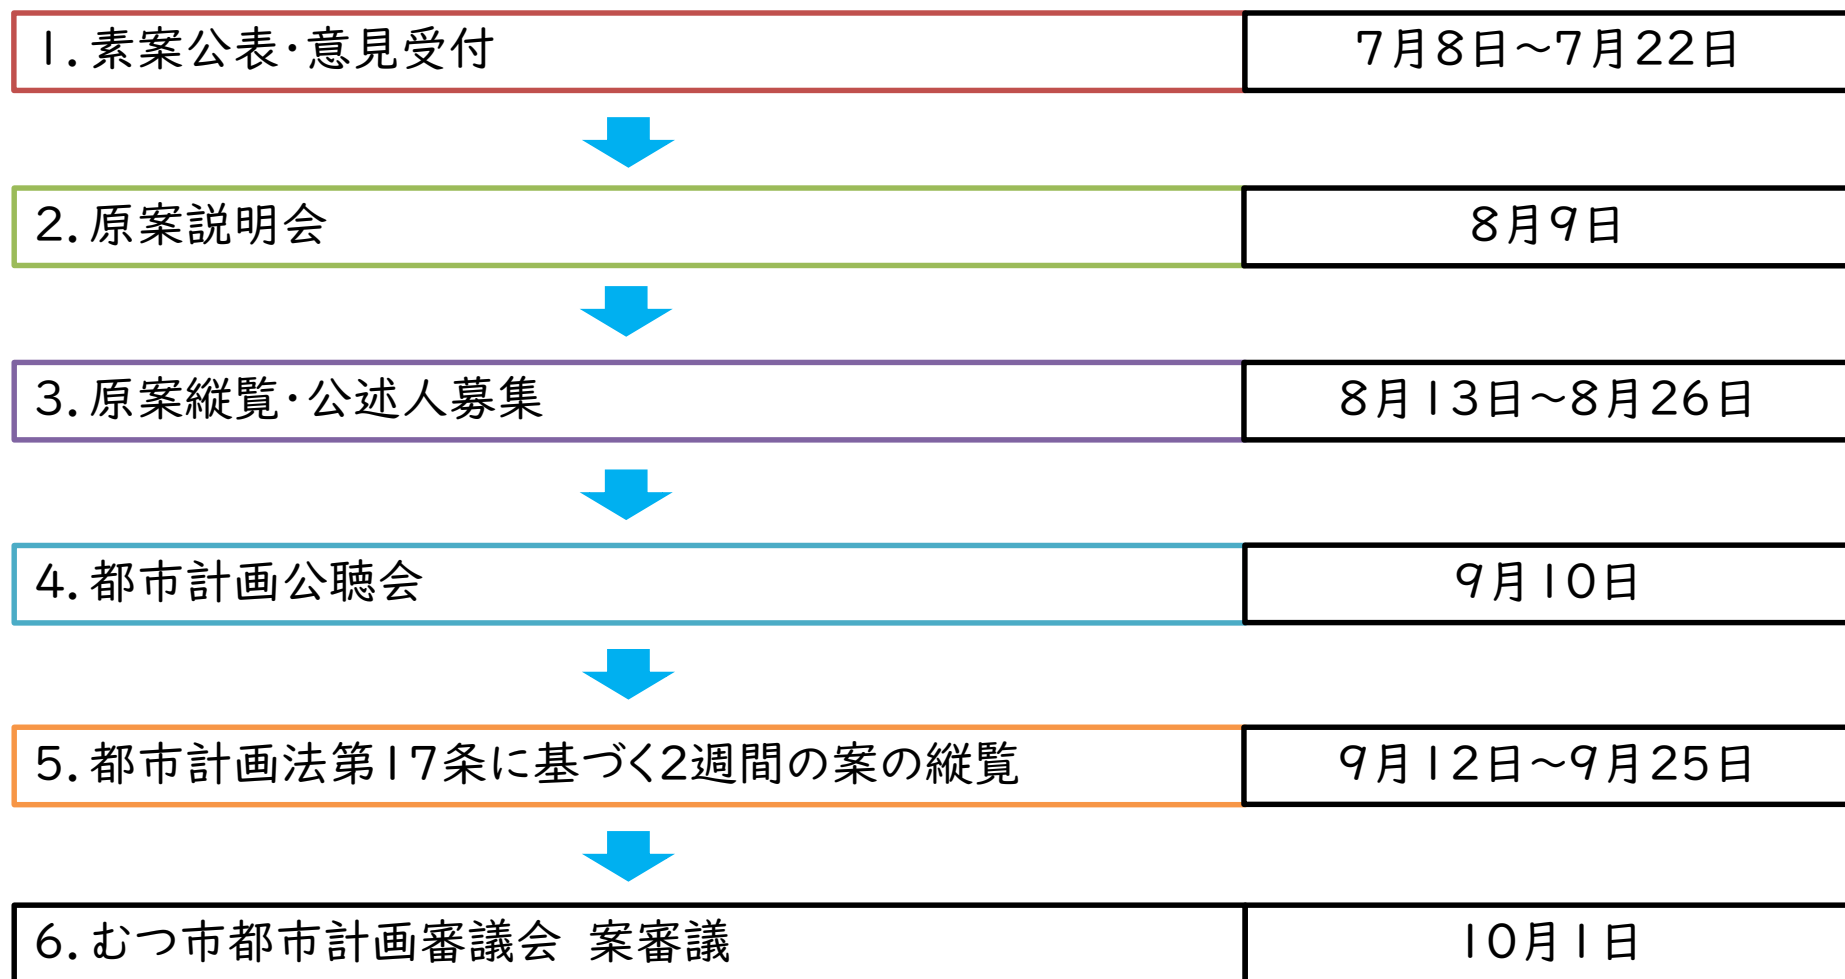 1.素案公表・意見受付
7月8日～7月22日
2.原案説明会
8月9日
3.原案縦覧・公述人募集
8月13日～8月26日
4.都市計画公聴会
9月10日
5.都市計画法第17条に基づく2週間の案の縦覧
9月12日～9月25日
6.むつ市都市計画審議会 案審議
10月1日